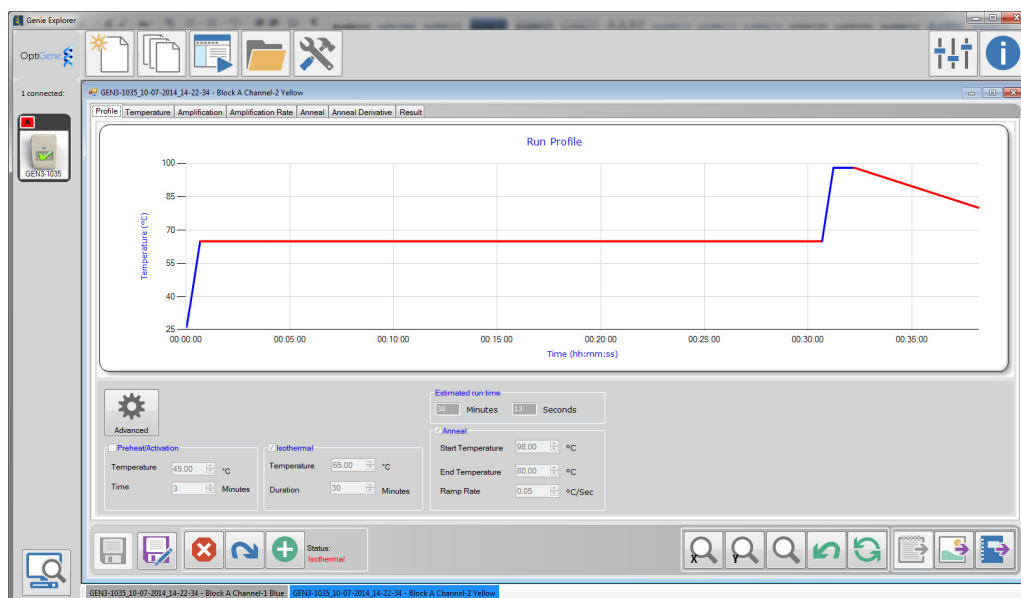 Genie Explorer
OptiGene
1 connected:
A
GEN3-1035
GEN3-1035_10-07-2014_14-22-34 - Block A Channel-2 Yellow
Profile Temperature Amplification Amplification Rate Anneal Anneal Derivative Result
Run Profile
Temperature (°C)
100
85
70
55
40
25
00:00:00 00:05:00 00:10:00 00:15:00 00:20:00 00:25:00 00:30:00 00:35:00
Time (hh:mm:ss)
Advanced
Estimated run time
38 Minutes 13 Seconds
Preheat/Activation
Temperature 45.00 °C
Time 3 Minutes
Isothermal
Temperature 65.00 °C
Duration 30 Minutes
Anneal
Start Temperature 98.00 °C
End Temperature 80.00 °C
Ramp Rate 0.05 °C/Sec
Status:
Isothermal
X
Y
GEN3-1035_10-07-2014_14-22-34 - Block A Channel-1 Blue GEN3-1035_10-07-2014_14-22-34 - Block A Channel-2 Yellow